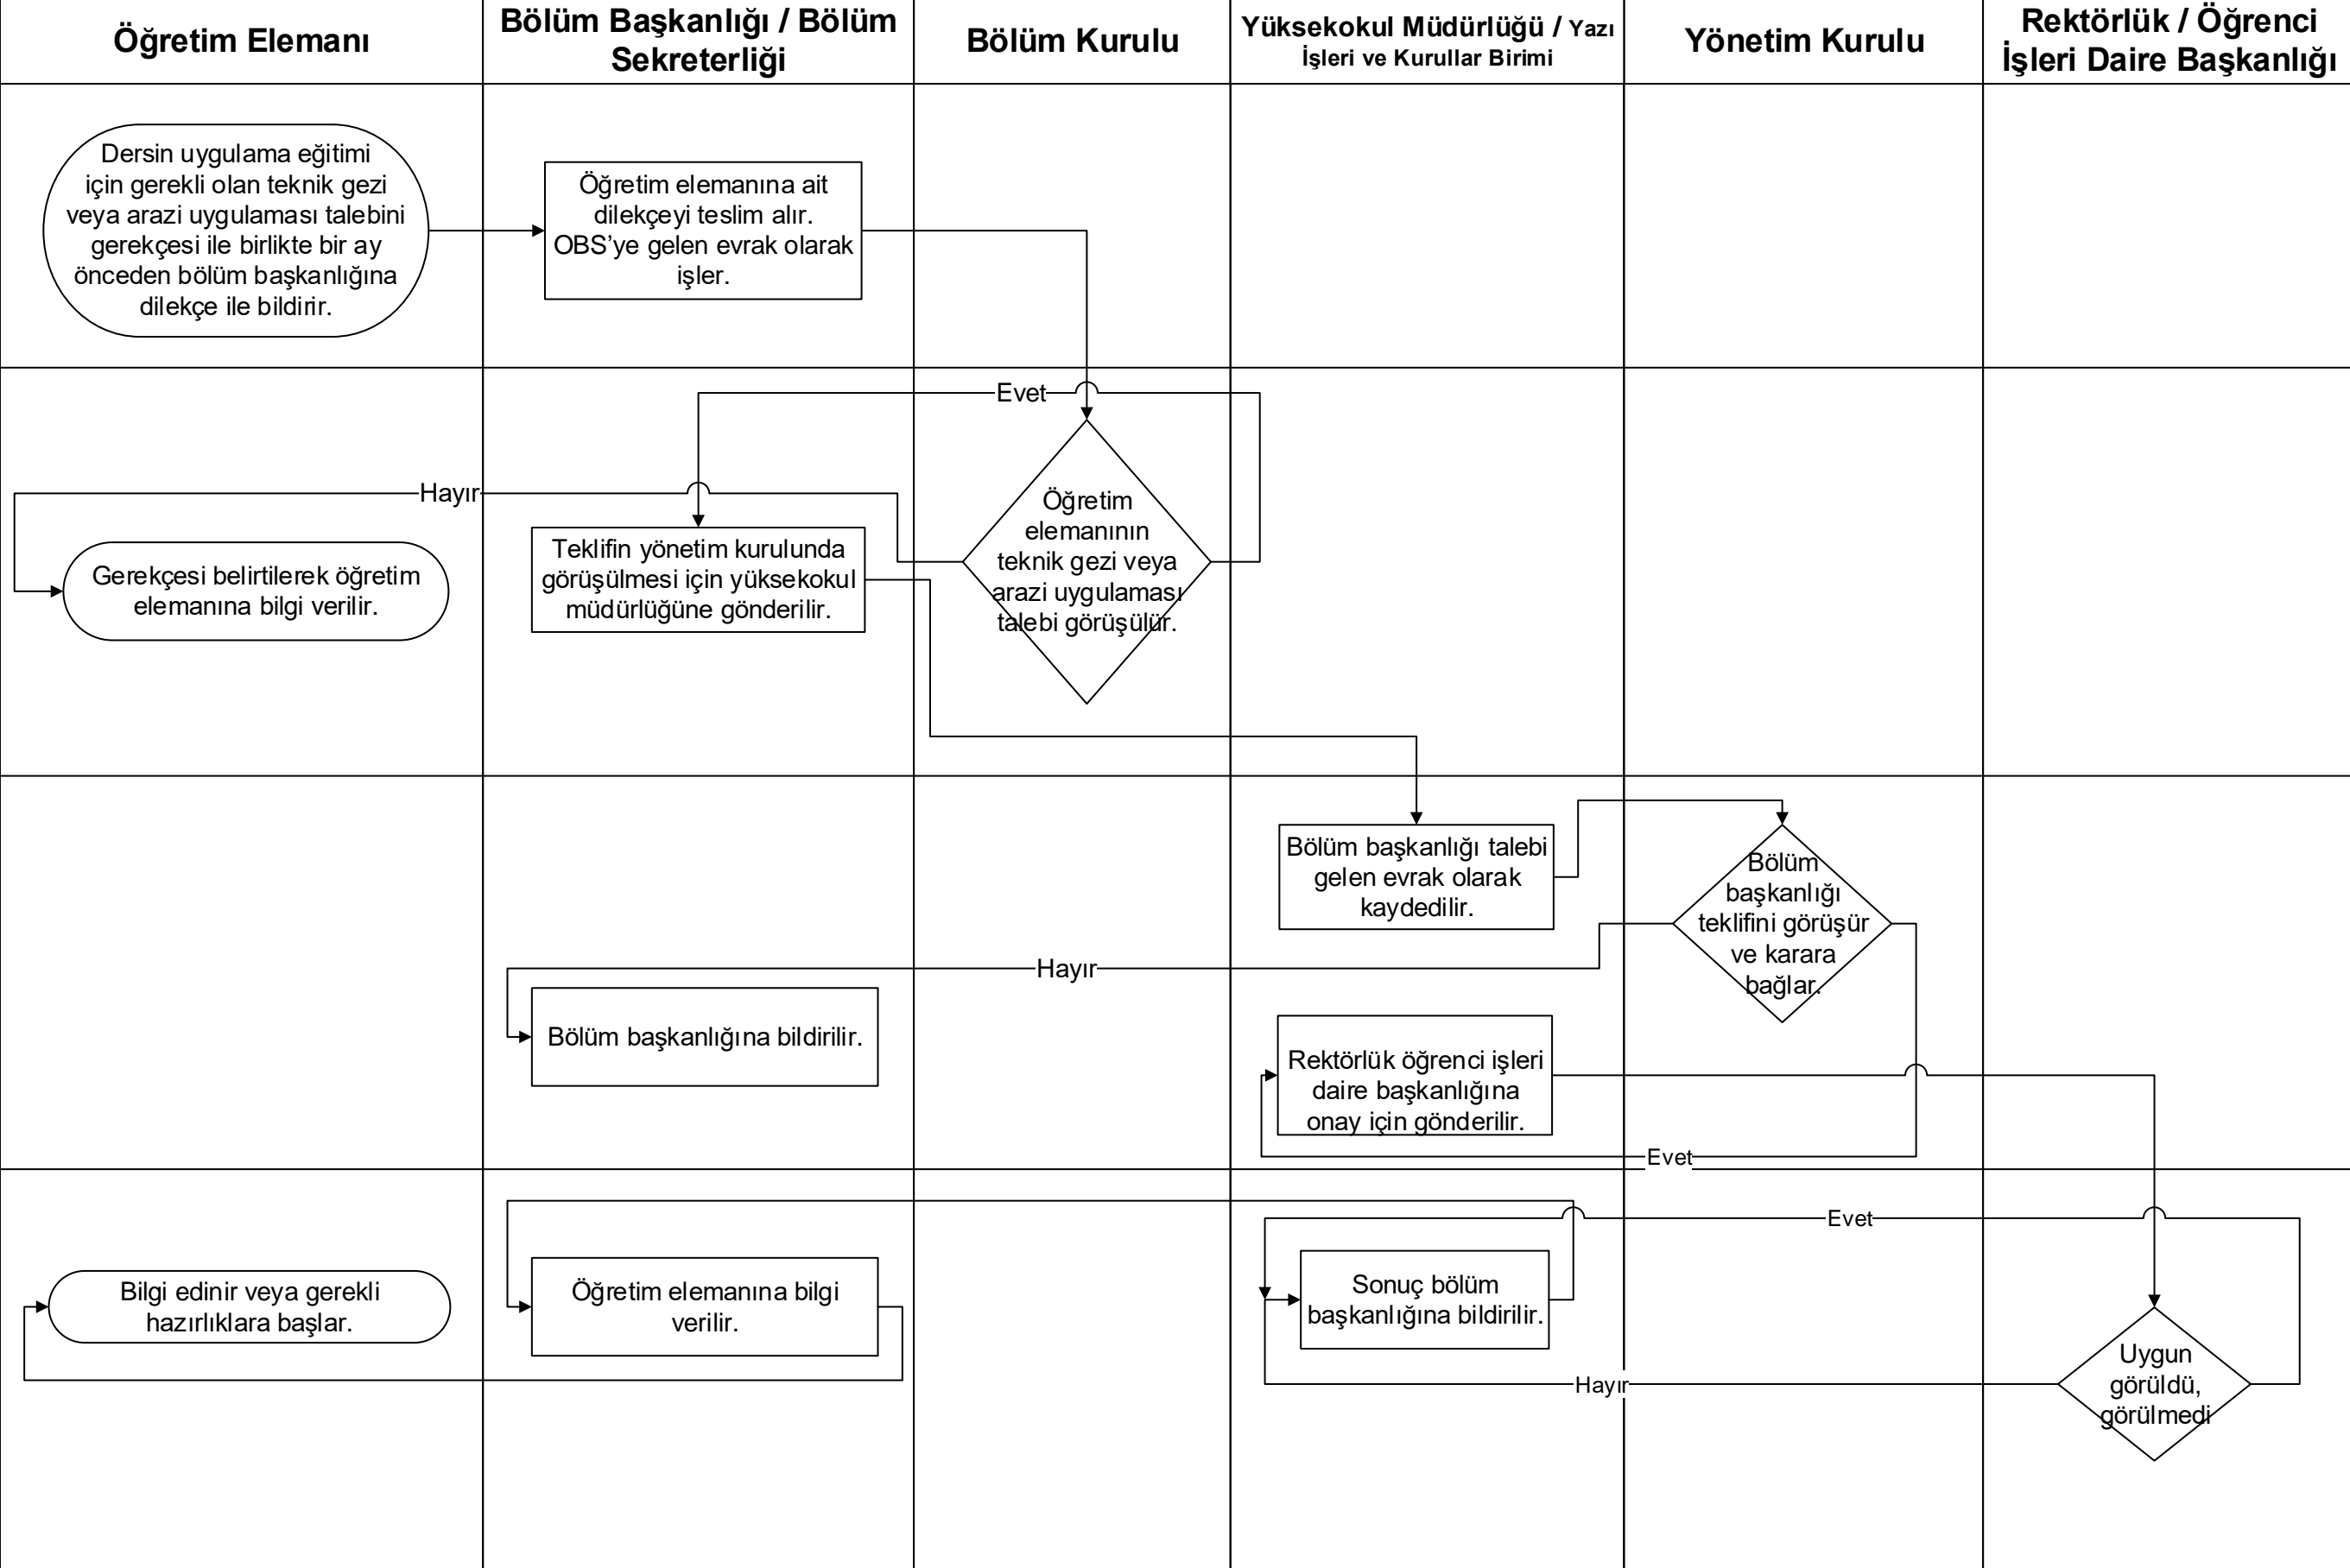 Öğretim Elemanı
Bölüm Başkanlığı / Bölüm
Sekreterliği
Bölüm Kurulu
Yüksekokul Müdürlüğü / Yazı
İşleri ve Kurullar Birimi
Yönetim Kurulu
Rektörlük / Öğrenci
İşleri Daire Başkanlığı
Dersin uygulama eğitimi
için gerekli olan teknik gezi
veya arazi uygulaması talebini
gerekçesi ile birlikte bir ay
önceden bölüm başkanlığına
dilekçe ile bildirir.
Öğretim elemanına ait
dilekçeyi teslim alır.
OBS’ye gelen evrak olarak
işler.
Evet
Hayır
Gerekçesi belirtilerek öğretim
elemanına bilgi verilir.
Teklifin yönetim kurulunda
görüşülmesi için yüksekokul
müdürlüğüne gönderilir.
Öğretim
elemanının
teknik gezi veya
arazi uygulaması
talebi görüşülür.
Bölüm başkanlığı talebi
gelen evrak olarak
kaydedilir.
Bölüm
başkanlığı
teklifini görüşür
ve karara
bağlar.
Hayır
Bölüm başkanlığına bildirilir.
Rektörlük öğrenci işleri
daire başkanlığına
onay için gönderilir.
Evet
Evet
Bilgi edinir veya gerekli
hazırlıklara başlar.
Öğretim elemanına bilgi
verilir.
Sonuç bölüm
başkanlığına bildirilir.
Hayır
Uygun
görüldü,
görülmedi